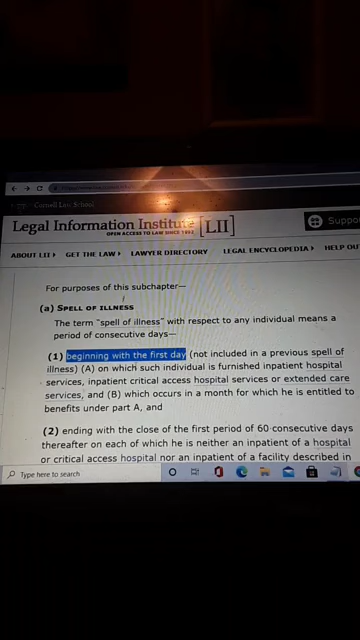 Cornell Law School
Legal Information Institute [LII]
OPEN ACCESS TO LAW SINCE 1992
Suppo
ABOUT LII GET THE LAW LAWYER DIRECTORY LEGAL ENCYCLOPEDIA HELP OU
For purposes of this subchapter—
(a) SPELL OF ILLNESS
The term "spell of illness" with respect to any individual means a
period of consecutive days—
(1) beginning with the first day (not included in a previous spell of
illness) (A) on which such individual is furnished inpatient hospital
services, inpatient critical access hospital services or extended care
services, and (B) which occurs in a month for which he is entitled to
benefits under part A, and
(2) ending with the close of the first period of 60 consecutive days
thereafter on each of which he is neither an inpatient of a hospital
or critical access hospital nor an inpatient of a facility described in
Type here to search